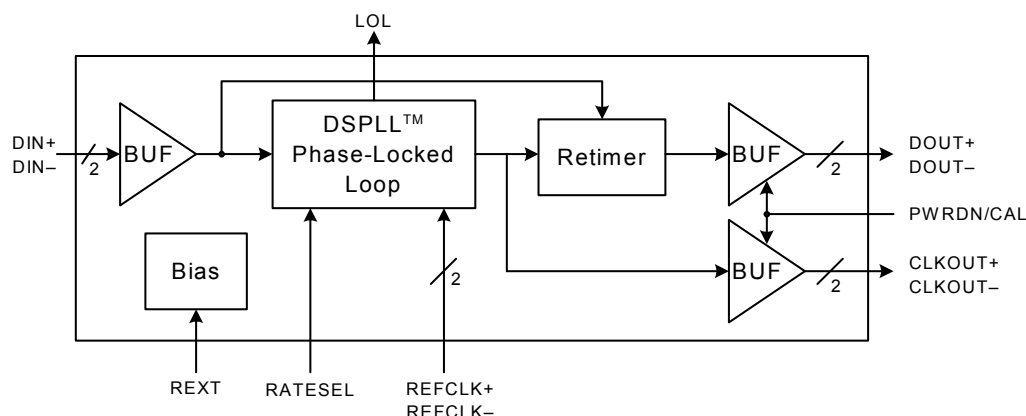 LOL
DIN+
DIN–
2
BUF
DSPLL™
Phase-Locked
Loop
Retimer
BUF
2
DOUT+
DOUT–
PWRDN/CAL
Bias
2
BUF
2
CLKOUT+
CLKOUT–
REXT
RATESEL
REFCLK+
REFCLK–